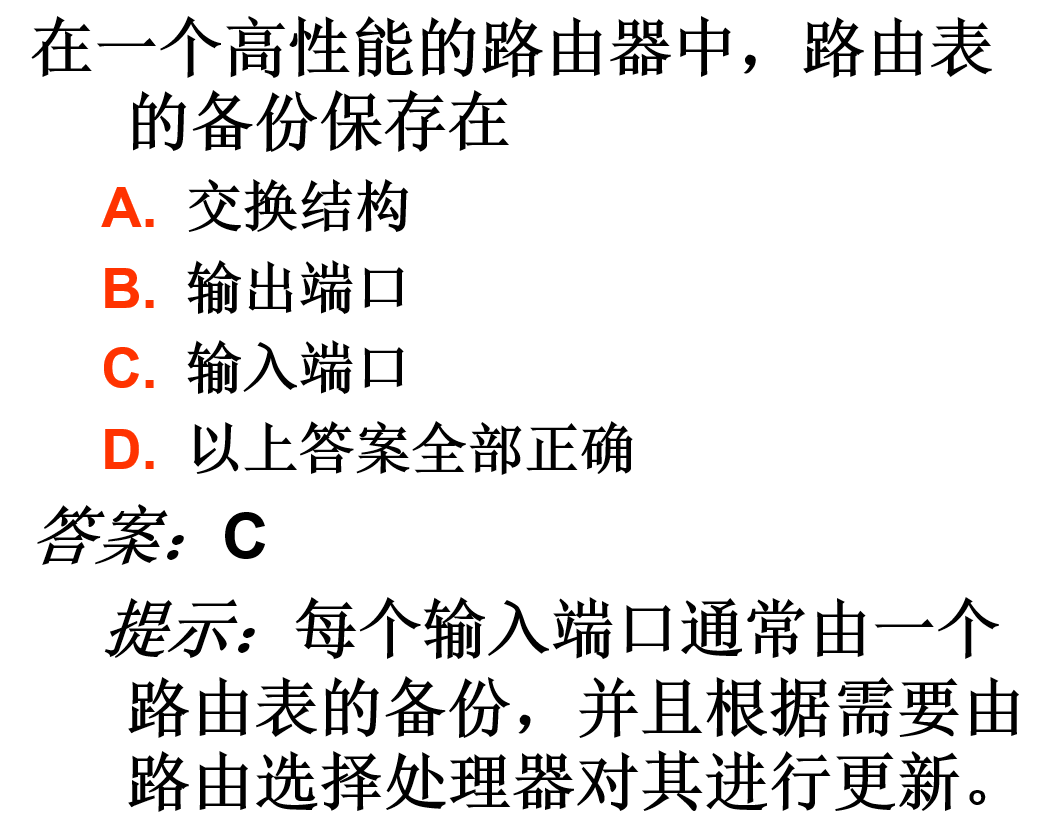 在一个高性能的路由器中，路由表
的备份保存在
A. 交换结构
B. 输出端口
C. 输入端口
D. 以上答案全部正确
答案：C
提示：每个输入端口通常由一个
路由表的备份，并且根据需要由
路由选择处理器对其进行更新。